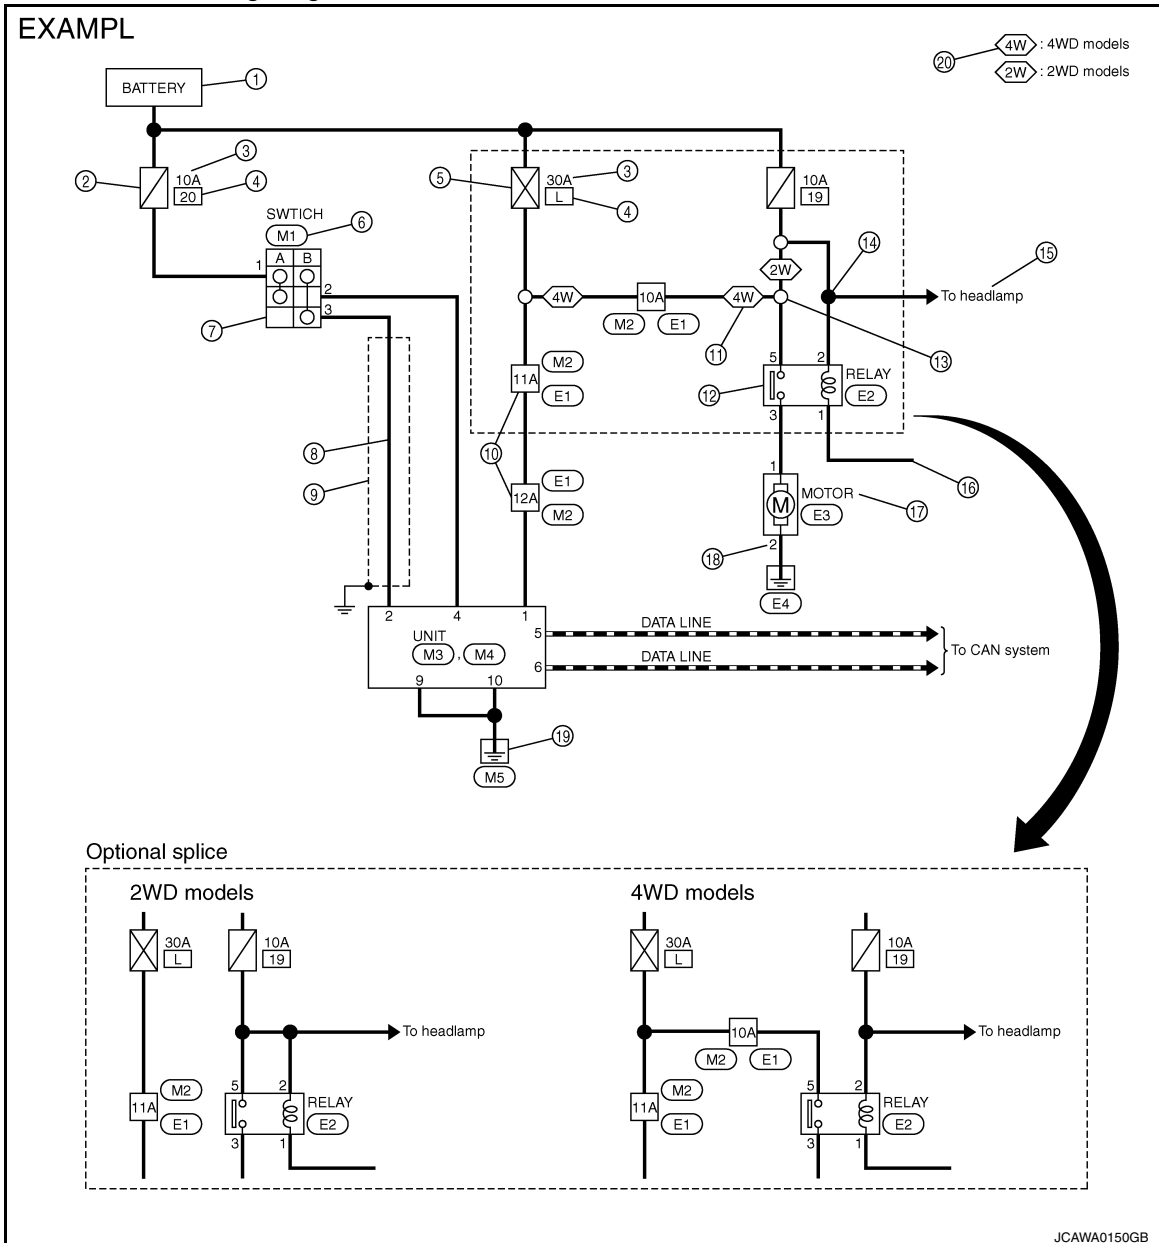 EXAMPL
4W : 4WD models
20
2W : 2WD models
BATTERY
1
3
2
10A
4
20
5
30A
3
L
4
10A
19
SWTICH
6
M1
A B
1
2
3
7
14
15
2W
4W
10A
4W
To headlamp
M2
E1
11
13
M2
11A
E1
5
2
12
RELAY
E2
3
1
8
10
9
E1
12A
M2
1
16
MOTOR
M
17
E3
18
2
E4
2
4
1
UNIT
M3 , M4
5
DATA LINE
6
DATA LINE
To CAN system
9
10
19
M5
Optional splice
2WD models
4WD models
30A
L
10A
19
30A
L
10A
19
To headlamp
10A
To headlamp
M2
E1
M2
11A
E1
5
2
RELAY
E2
3
1
M2
11A
E1
5
2
RELAY
E2
3
1
JCAWA0150GB